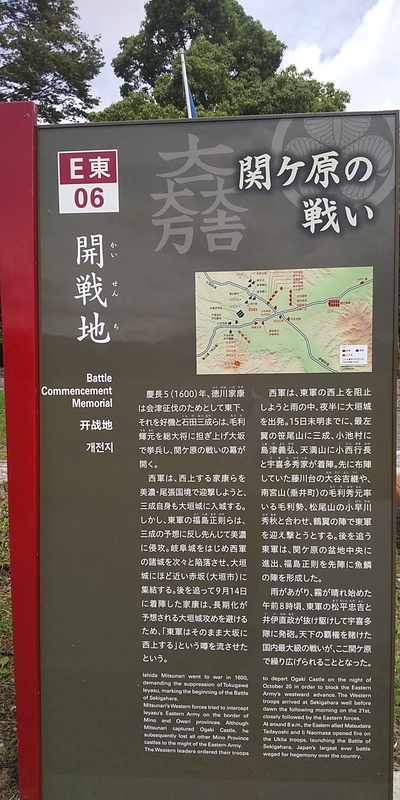 E東
06
大一大万大吉
関ケ原の
戦い
開戦地
かいせんち
Battle
Commencement
Memorial
开战地
개전지
慶長5(1600)年、徳川家康
は会津征伐のためとして東下、
それを好機と石田三成らは、毛利
輝元を総大将に担ぎ上げ大坂
で挙兵し、関ケ原の戦いの幕が
開く。
西軍は、西上する家康らを
美濃・尾張国境で迎撃しようと、
三成自身も大垣城に入城する。
しかし、東軍の福島正則らは、
三成の予想に反し先んじて美濃
に侵攻。岐阜城をはじめ西軍
の諸城を次々と陥落させ、大垣
城にほど近い赤坂(大垣市)に
集結する。後を追って9月14日
に着陣した家康は、長期化が
予想される大垣城攻めを避ける
ため、「東軍はそのまま大坂に
西上する」という噂を流させた
という。
西軍は、東軍の西上を阻止
しようと雨の中、夜半に大垣城
を出発。15日未明までに、最左
翼の笹尾山に三成、小池村に
島津義弘、天満山に小西行長
と宇喜多秀家が着陣。先に布陣
していた藤川台の大谷吉継や、
南宮山(垂井町)の毛利秀元率
いる毛利勢、松尾山の小早川
秀秋と合わせ、鶴翼の陣で東軍
を迎え撃とうとする。後を追う
東軍は、関ケ原の盆地中央に
進出、福島正則を先陣に魚鱗
の陣を形成した。
雨があがり、霧が晴れ始めた
午前8時頃、東軍の松平忠吉と
井伊直政が抜け駆けして宇喜多
隊に発砲。天下の覇権を賭けた
国内最大級の戦いが、ここ関ケ原
で繰り広げられることとなった。
Ishida Mitsunari went to war in 1600,
demanding the suppression of Tokugawa
Ieyasu, marking the beginning of the Battle
of Sekigahara.
Mitsunari's Western forces tried to intercept
Ieyasu's Eastern Army on the border of
Mino and Owari provinces. Although
Mitsunari captured Ogaki Castle, he
subsequently lost all other Mino Province
castles to the might of the Eastern Army.
The Western leaders ordered their troops
to depart Ogaki Castle on the night of
October 20 in order to block the Eastern
Army's westward advance. The Western
troops arrived at Sekigahara well before
dawn the following morning on the 21st,
closely followed by the Eastern forces.
At around 8 a.m., the Eastern allied Matsudaira
Tadayoshi and Ii Naomasa opened fire on
the Ukita troops, launching the Battle of
Sekigahara, Japan's largest ever battle
waged for hegemony over the country.